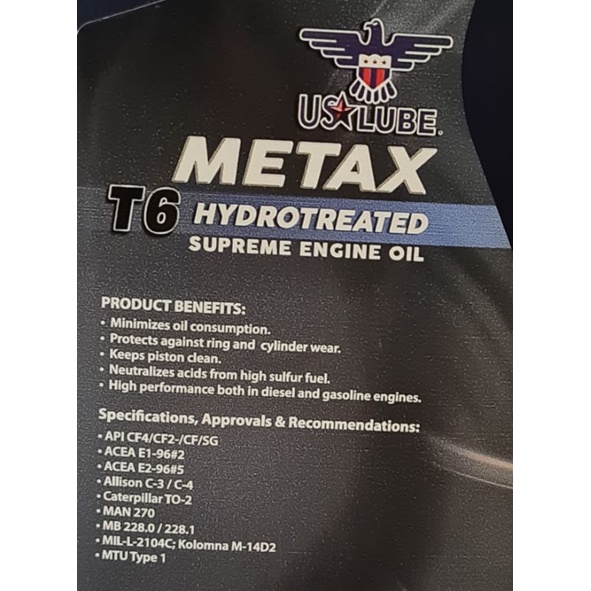 US LUBE®
METAX
T6 HYDROTREATED
SUPREME ENGINE OIL
PRODUCT BENEFITS:
• Minimizes oil consumption.
• Protects against ring and cylinder wear.
• Keeps piston clean.
• Neutralizes acids from high sulfur fuel.
• High performance both in diesel and gasoline engines.
Specifications, Approvals & Recommendations:
• API CF4/CF2-/CF/SG
• ACEA E1-96#2
• ACEA E2-96#5
• Allison C-3 / C-4
• Caterpillar TO-2
• MAN 270
• MB 228.0 / 228.1
• MIL-L-2104C; Kolomna M-14D2
• MTU Type 1